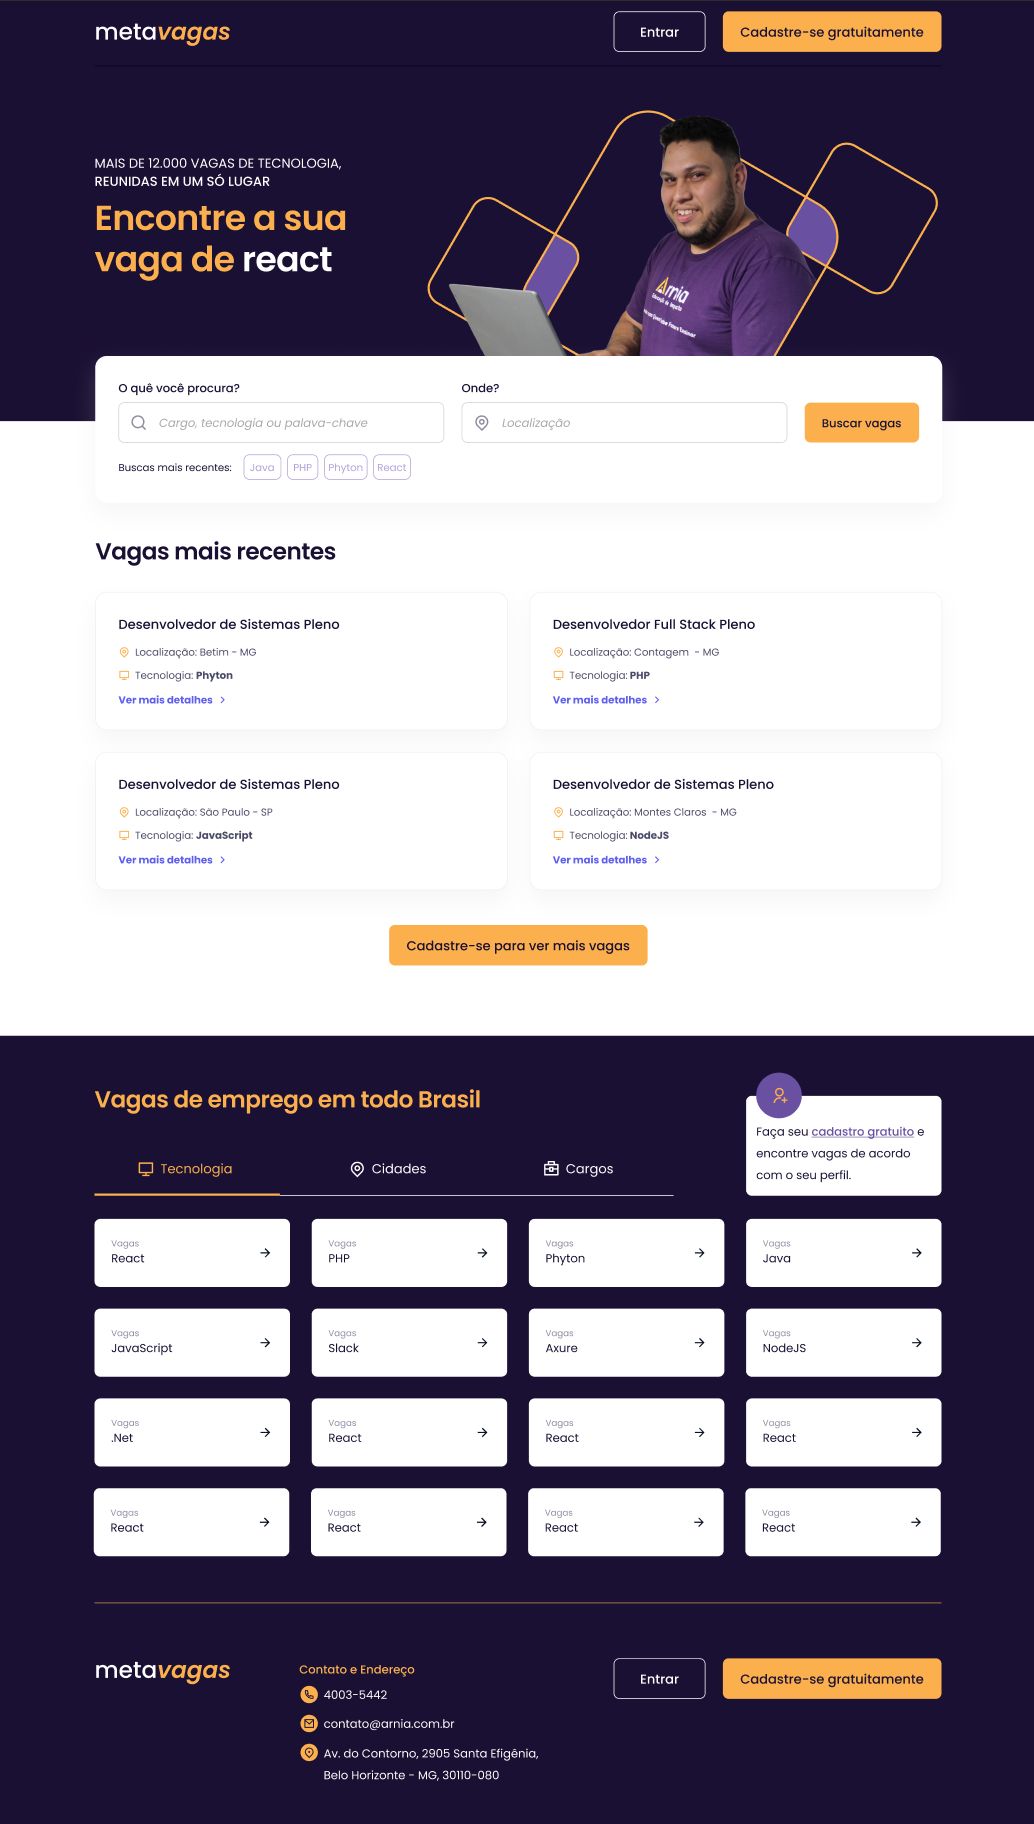 metavagas
Entrar
Cadastre-se gratuitamente
MAIS DE 12.000 VAGAS DE TECNOLOGIA,
REUNIDAS EM UM SÓ LUGAR
Encontre a sua
vaga de react
Arnia
O quê você procura?
Onde?
Cargo, tecnologia ou palava-chave
Localização
Buscar vagas
Buscas mais recentes:
Java
PHP
Phyton
React
Vagas mais recentes
Desenvolvedor de Sistemas Pleno
Localização: Betim - MG
Tecnologia: Phyton
Ver mais detalhes
Desenvolvedor Full Stack Pleno
Localização: Contagem - MG
Tecnologia: PHP
Ver mais detalhes
Desenvolvedor de Sistemas Pleno
Localização: São Paulo - SP
Tecnologia: JavaScript
Ver mais detalhes
Desenvolvedor de Sistemas Pleno
Localização: Montes Claros - MG
Tecnologia: NodeJS
Ver mais detalhes
Cadastre-se para ver mais vagas
Vagas de emprego em todo Brasil
Faça seu cadastro gratuito e
encontre vagas de acordo
com o seu perfil.
Tecnologia
Cidades
Cargos
Vagas
React
Vagas
PHP
Vagas
Phyton
Vagas
Java
Vagas
JavaScript
Vagas
Slack
Vagas
Axure
Vagas
NodeJS
Vagas
.Net
Vagas
React
Vagas
React
Vagas
React
Vagas
React
Vagas
React
Vagas
React
Vagas
React
metavagas
Contato e Endereço
4003-5442
contato@arnia.com.br
Av. do Contorno, 2905 Santa Efigênia,
Belo Horizonte - MG, 30110-080
Entrar
Cadastre-se gratuitamente